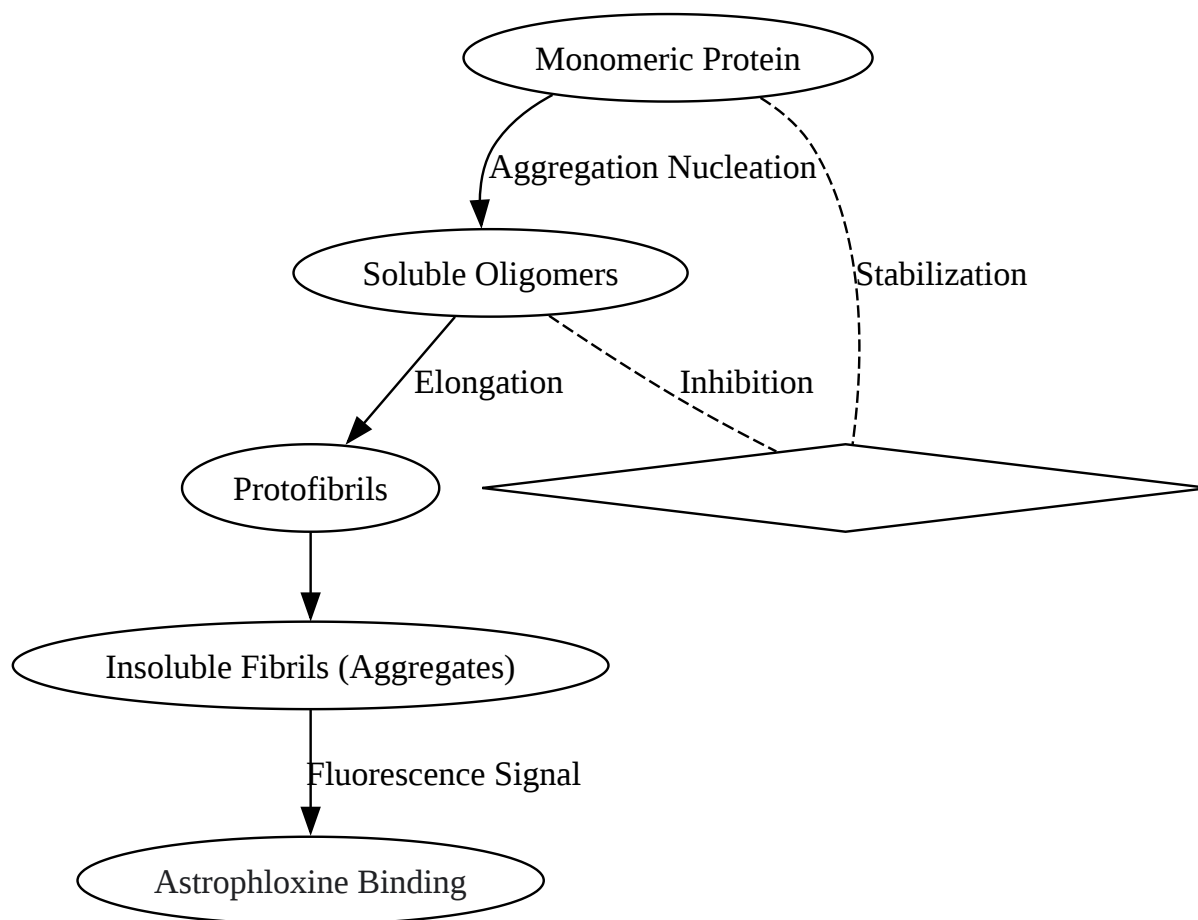 Monomeric Protein
Aggregation Nucleation
Soluble Oligomers
Stabilization
Elongation
Inhibition
Protofibrils
Insoluble Fibrils (Aggregates)
Fluorescence Signal
Astrophloxine Binding